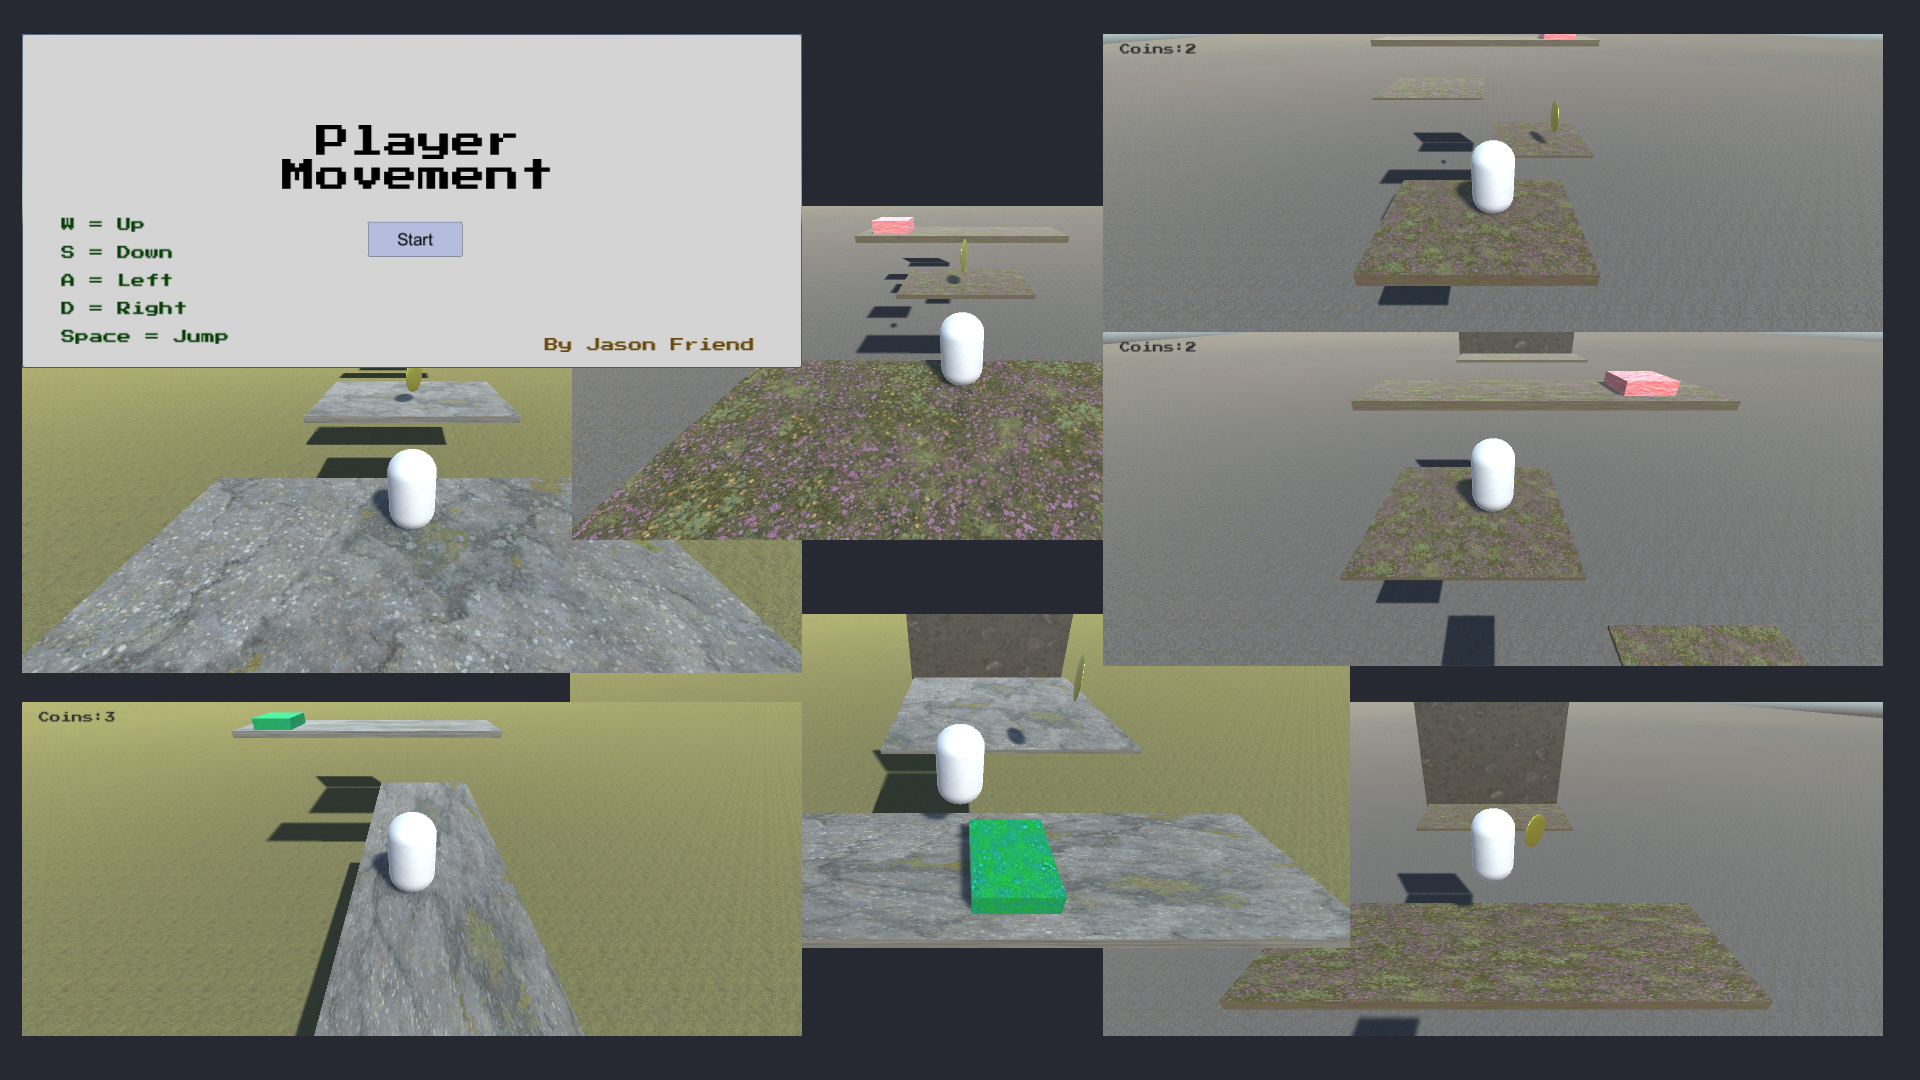 Player
Movement
W = Up
S = Down
A = Left
D = Right
Space = Jump
Start
By Jason Friend
Coins:2
Coins:2
Coins:3